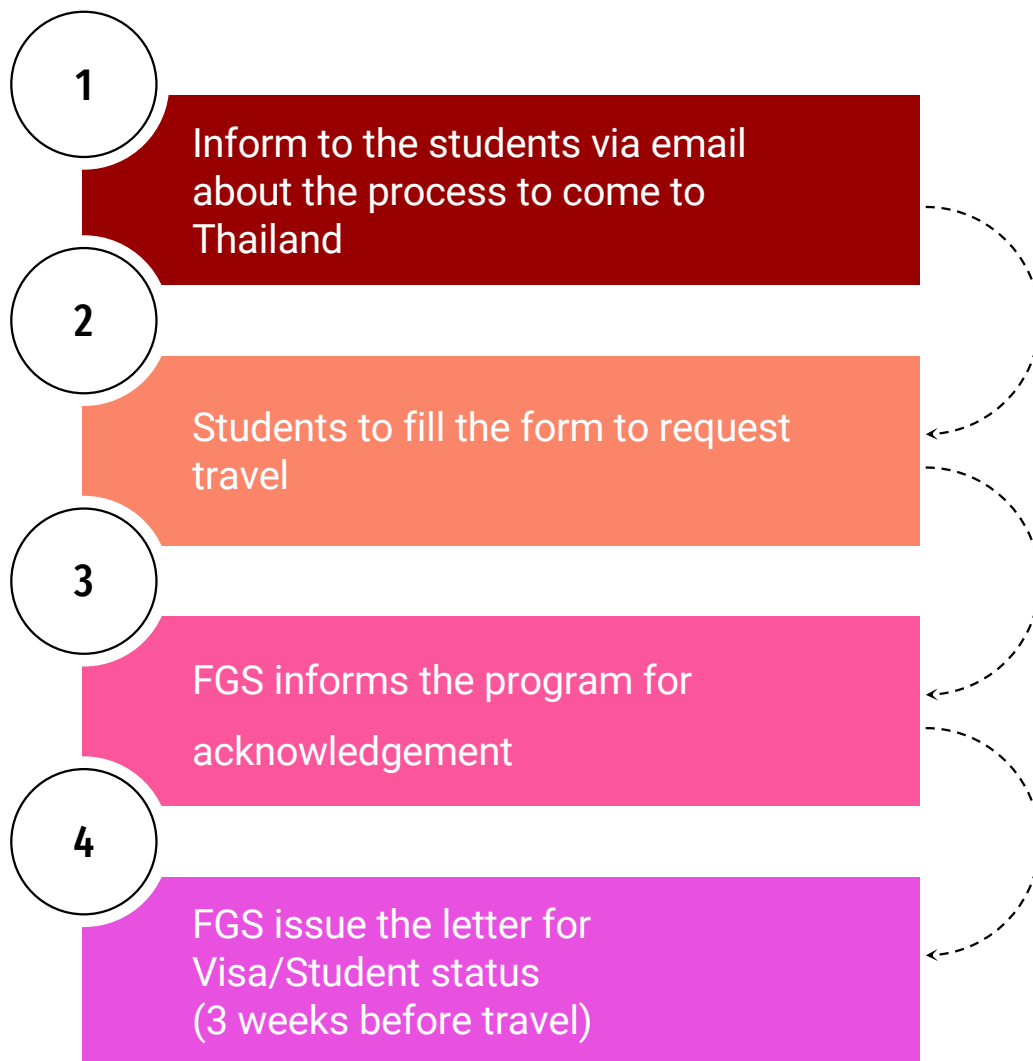 1
Inform to the students via email
about the process to come to
Thailand
2
Students to fill the form to request
travel
3
FGS informs the program for
acknowledgement
4
FGS issue the letter for
Visa/Student status
(3 weeks before travel)